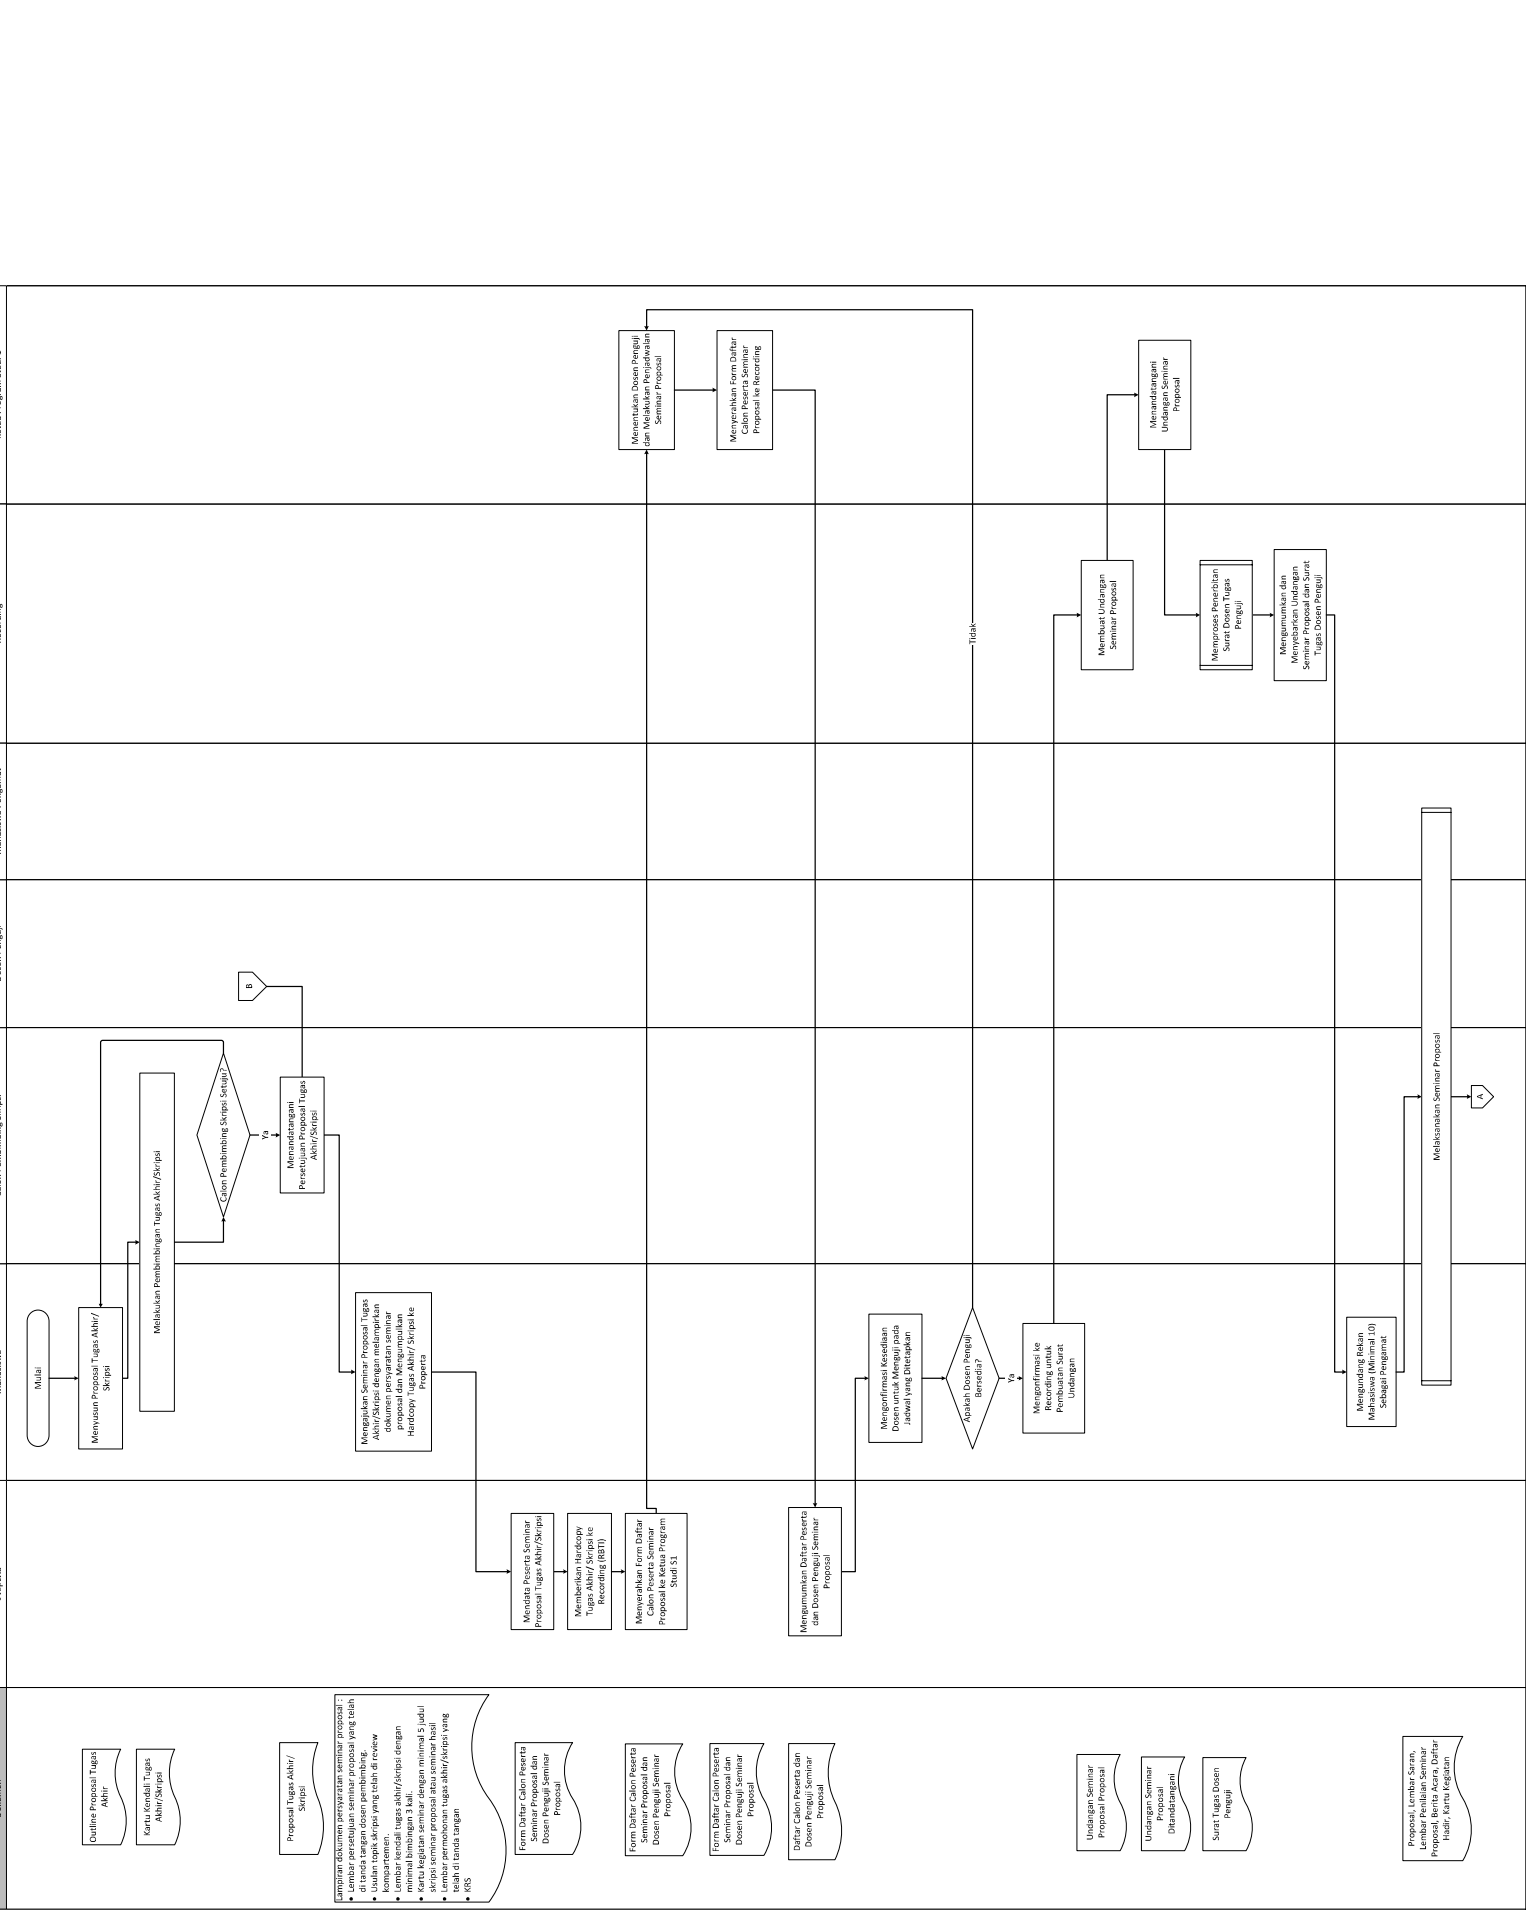 Mulai
Menyusun Proposal Tugas Akhir/
Skripsi
Melakukan Pembimbingan Tugas Akhir/Skripsi
Calon Pembimbing Skripsi Setuju?
Ya
B
Menandatangani
Persetujuan Proposal Tugas
Akhir/Skripsi
Mengajukan Seminar Proposal Tugas
Akhir/Skripsi dengan melampirkan
dokumen persyaratan seminar
proposal dan Mengumpulkan
Hardcopy Tugas Akhir/ Skripsi ke
Properta
Mendata Peserta Seminar
Proposal Tugas Akhir/Skripsi
Memberikan Hardcopy
Tugas Akhir/ Skripsi ke
Recording (RBTI)
Menyerahkan Form Daftar
Calon Peserta Seminar
Proposal ke Ketua Program
Studi S1
Menentukan Dosen Penguji
dan Melakukan Penjadwalan
Seminar Proposal
Menyerahkan Form Daftar
Calon Peserta Seminar
Proposal ke Recording
Mengumumkan Daftar Peserta
dan Dosen Penguji Seminar
Proposal
Mengonfirmasi Kesediaan
Dosen untuk Menguji pada
Jadwal yang Ditetapkan
Apakah Dosen Penguji
Bersedia?
Tidak
Ya
Mengonfirmasi ke
Recording untuk
Pembuatan Surat
Undangan
Membuat Undangan
Seminar Proposal
Menandatangani
Undangan Seminar
Proposal
Memproses Penerbitan
Surat Dosen Tugas
Penguji
Mengumumkan dan
Menyebarkan Undangan
Seminar Proposal dan Surat
Tugas Dosen Penguji
Mengundang Rekan
Mahasiswa (Minimal 10)
Sebagai Pengamat
Melaksanakan Seminar Proposal
A
Outline Proposal Tugas
Akhir
Kartu Kendali Tugas
Akhir/Skripsi
Proposal Tugas Akhir/
Skripsi
Lampiran dokumen persyaratan seminar proposal :
• Lembar persetujuan seminar proposal yang telah
di tanda tangan dosen pembimbing.
• Usulan topik skripsi yang telah di review
kompartemen.
• Lembar kendali tugas akhir/skripsi dengan
minimal bimbingan 3 kali.
• Kartu kegiatan seminar dengan minimal 5 judul
skripsi seminar proposal atau seminar hasil
• Lembar permohonan tugas akhir/skripsi yang
telah di tanda tangan
• KRS
Form Daftar Calon Peserta
Seminar Proposal dan
Dosen Penguji Seminar
Proposal
Form Daftar Calon Peserta
Seminar Proposal dan
Dosen Penguji Seminar
Proposal
Form Daftar Calon Peserta
Seminar Proposal dan
Dosen Penguji Seminar
Proposal
Daftar Calon Peserta dan
Dosen Penguji Seminar
Proposal
Undangan Seminar
Proposal Proposal
Undangan Seminar
Proposal
Ditandatangani
Surat Tugas Dosen
Penguji
Proposal, Lembar Saran,
Lembar Penilaian Seminar
Proposal, Berita Acara, Daftar
Hadir, Kartu Kegiatan